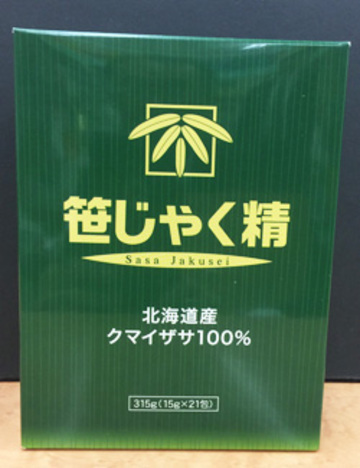 笹じゃく精
Sasa Jakusei
北海道産
クマイザサ100%
315g(15g×21包)